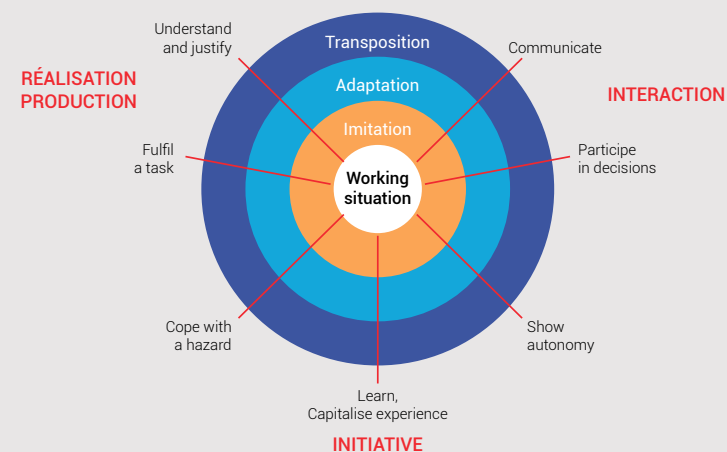 Understand
and justify
Transposition
Communicate
RÉALISATION
PRODUCTION
Adaptation
INTERACTION
Imitation
Fulfil
a task
Working
situation
Participe
in decisions
Cope with
a hazard
Show
autonomy
Learn,
Capitalise experience
INITIATIVE